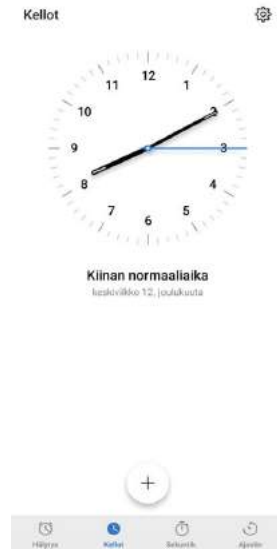 Kellot
12
11
1
10
2
9
3
8
4
7
5
6
Kiinan normaaliaika
keskiviikko 12, joulukuuta
Hälytys
Kellot
Sekuntik.
Ajastin